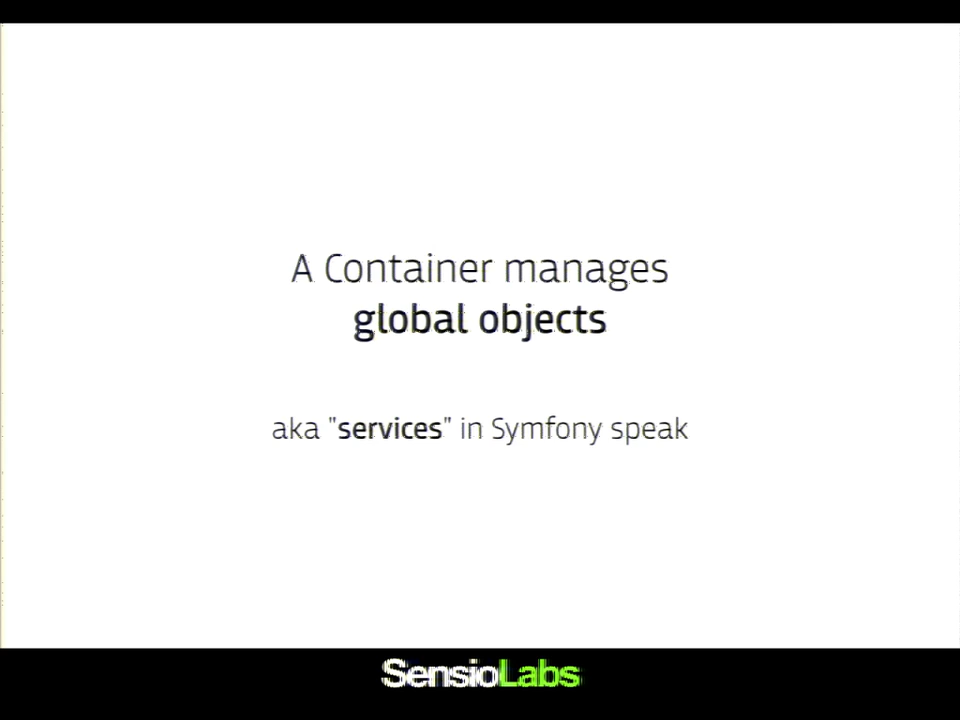 A Container manages
global objects
aka "services" in Symfony speak
SensioLabs